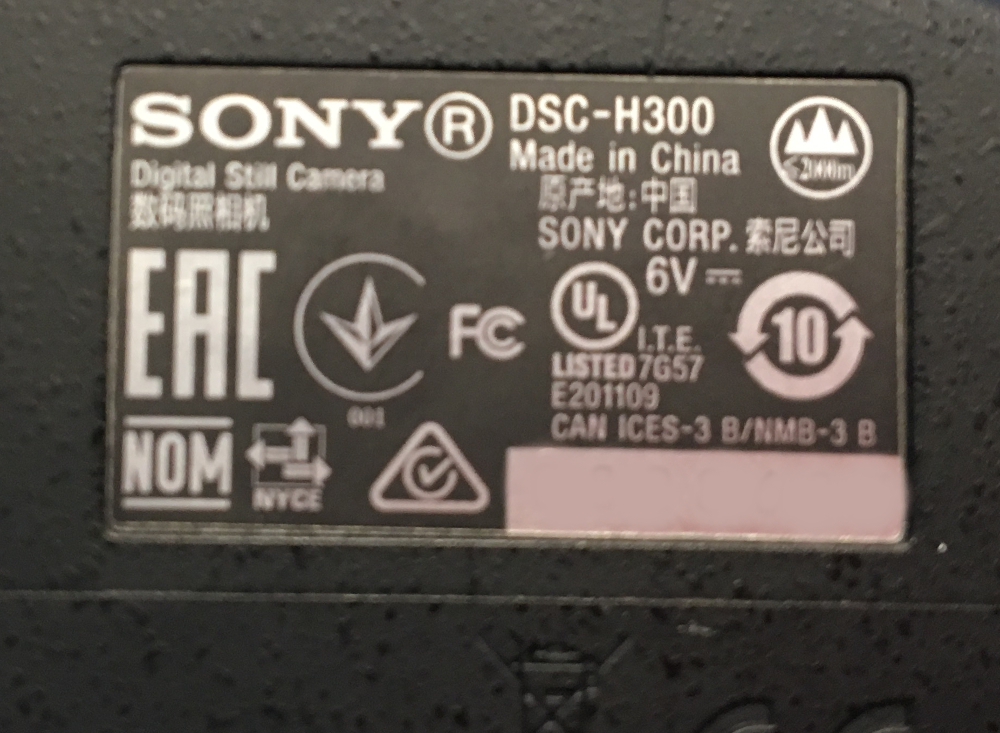 SONY® DSC-H300
Made in China
≤2000m
Digital Still Camera
数码照相机
原产地:中国
SONY CORP. 索尼公司
6V ⎓
EAC
001
FC
UL
I.T.E.
LISTED 7G57
E201109
10
CAN ICES-3 B/NMB-3 B
NOM
NYCE
CE